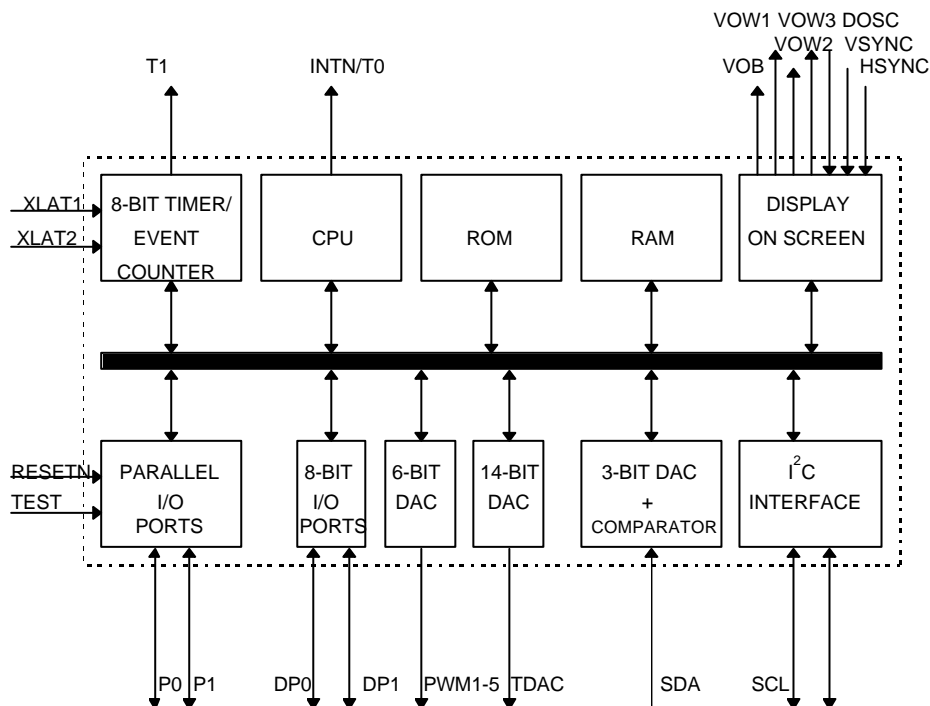 VOW1 VOW3 DOSC
VOW2 VSYNC
T1
INTN/T0
VOB
HSYNC
XLAT1
XLAT2
8-BIT TIMER/
EVENT
COUNTER
CPU
ROM
RAM
DISPLAY
ON SCREEN
RESETN
TEST
PARALLEL
I/O
PORTS
8-BIT
I/O
PORTS
6-BIT
DAC
14-BIT
DAC
3-BIT DAC
+
COMPARATOR
I²C
INTERFACE
P0 P1
DP0
DP1
PWM1-5
TDAC
SDA
SCL